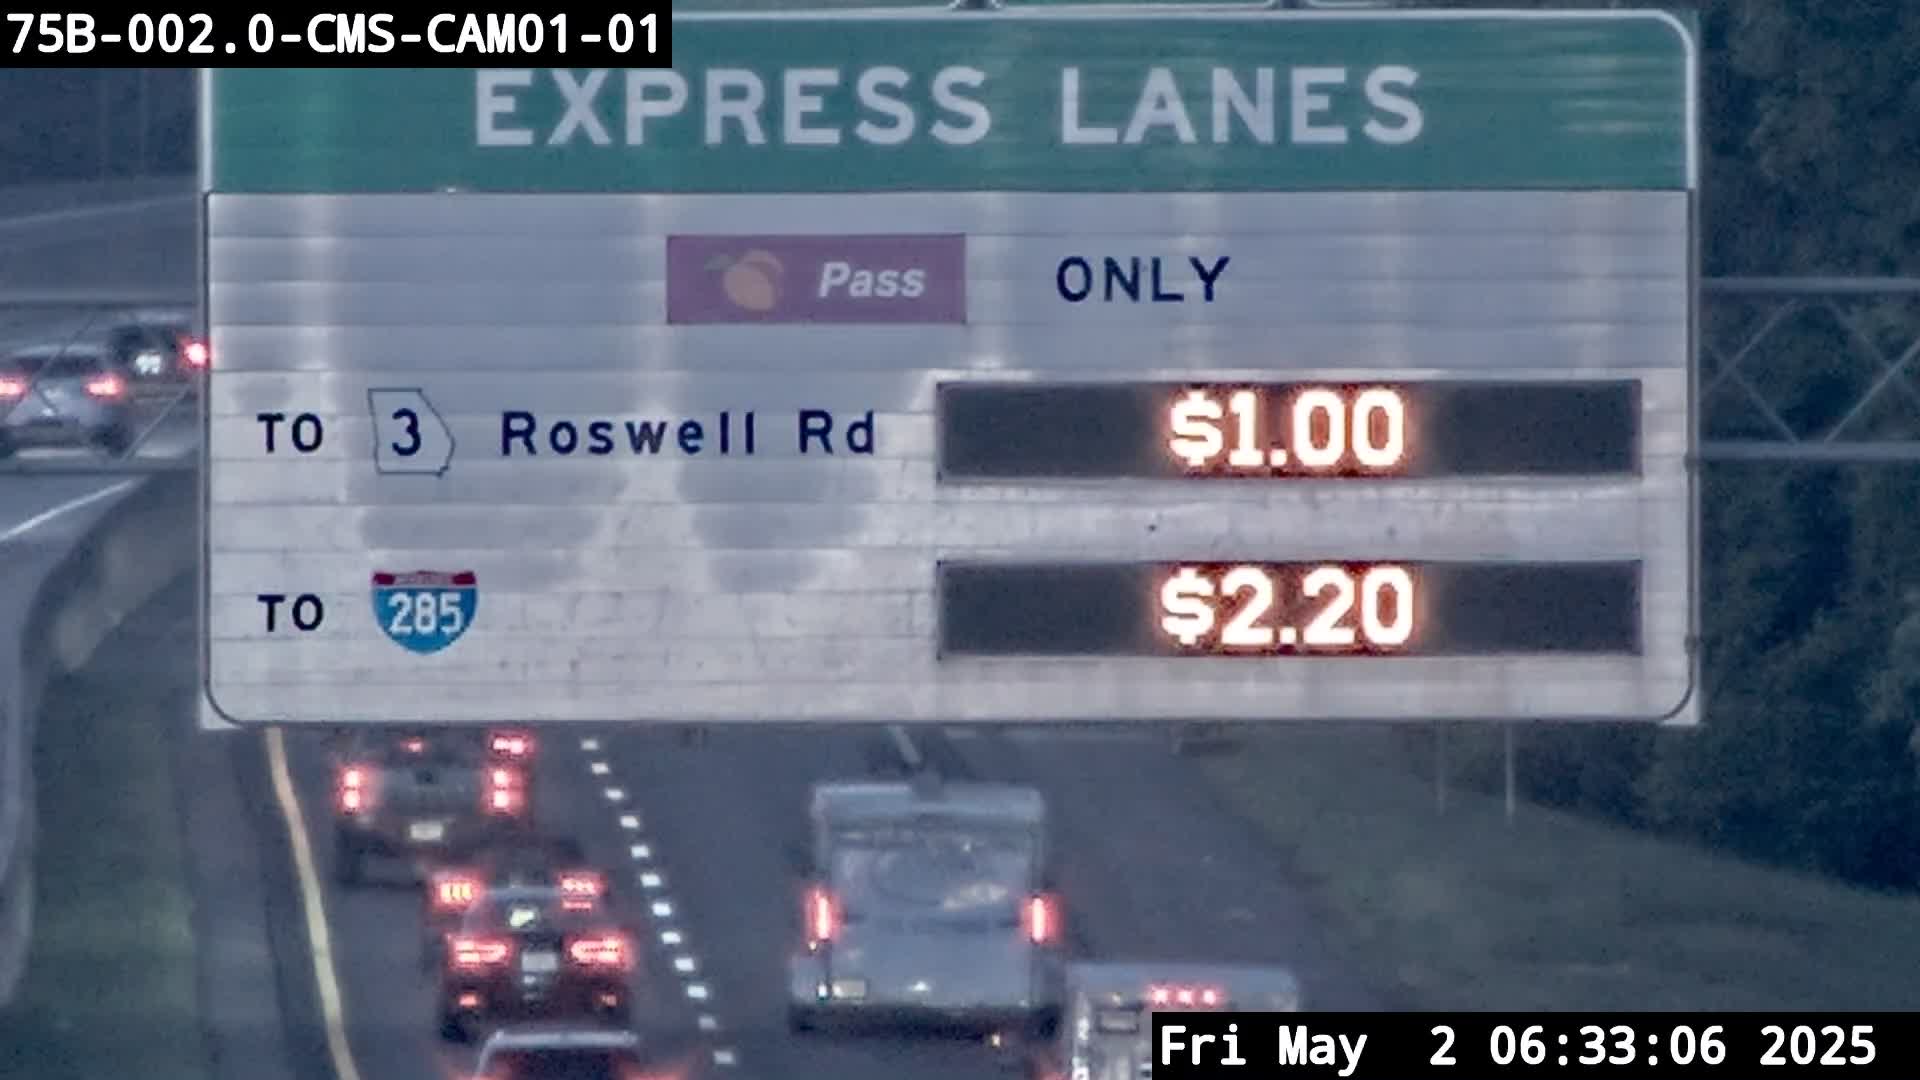 75B-002.0-CMS-CAM01-01
EXPRESS LANES
Pass ONLY
TO 3 Roswell Rd $1.00
TO 285 $2.20
Fri May 2 06:33:06 2025